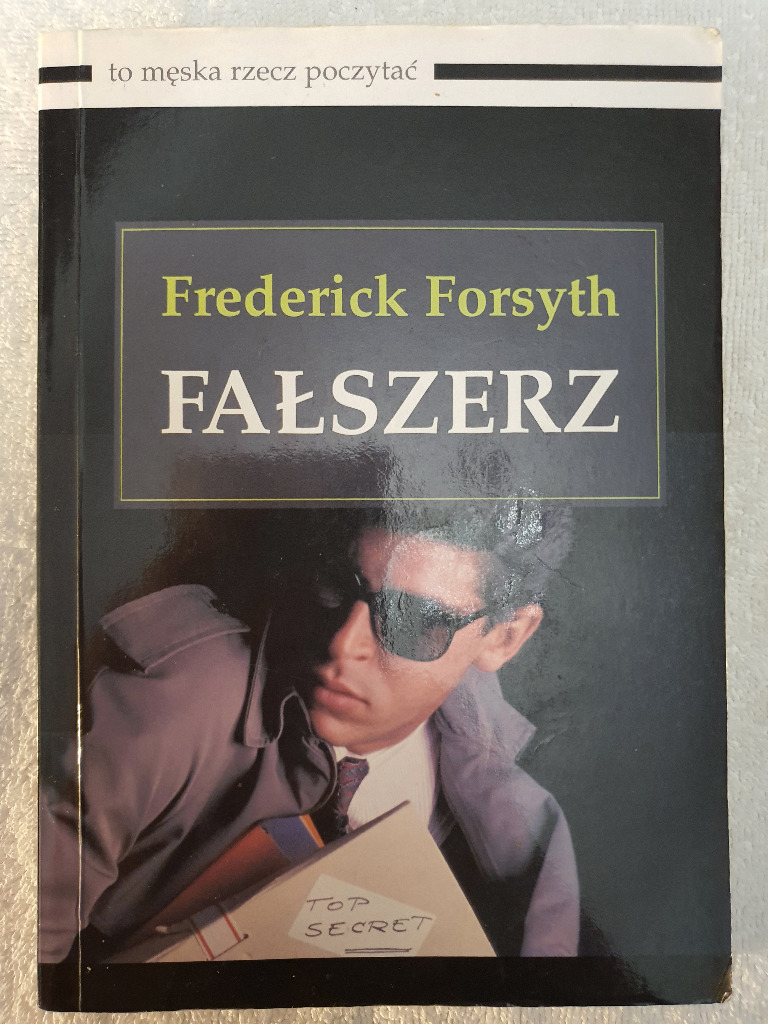 to męska rzecz poczytać
Frederick Forsyth
FAŁSZERZ
TOP
SECRET